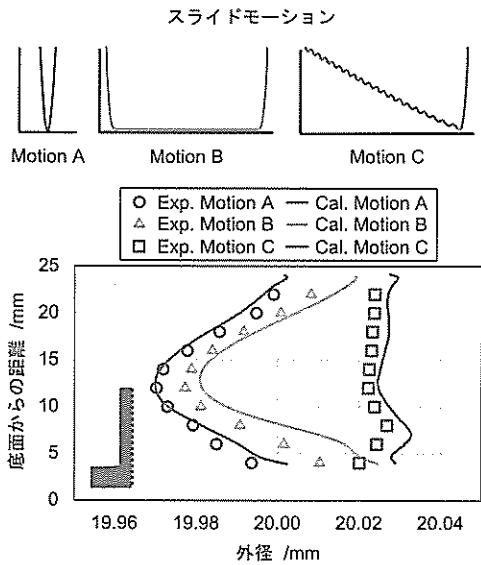 スライドモーション
Motion A Motion B Motion C
Exp. Motion A Cal. Motion A
Exp. Motion B Cal. Motion B
Exp. Motion C Cal. Motion C
底面からの距離 /mm
25
20
15
10
5
0
19.96 19.98 20.00 20.02 20.04
外径 /mm